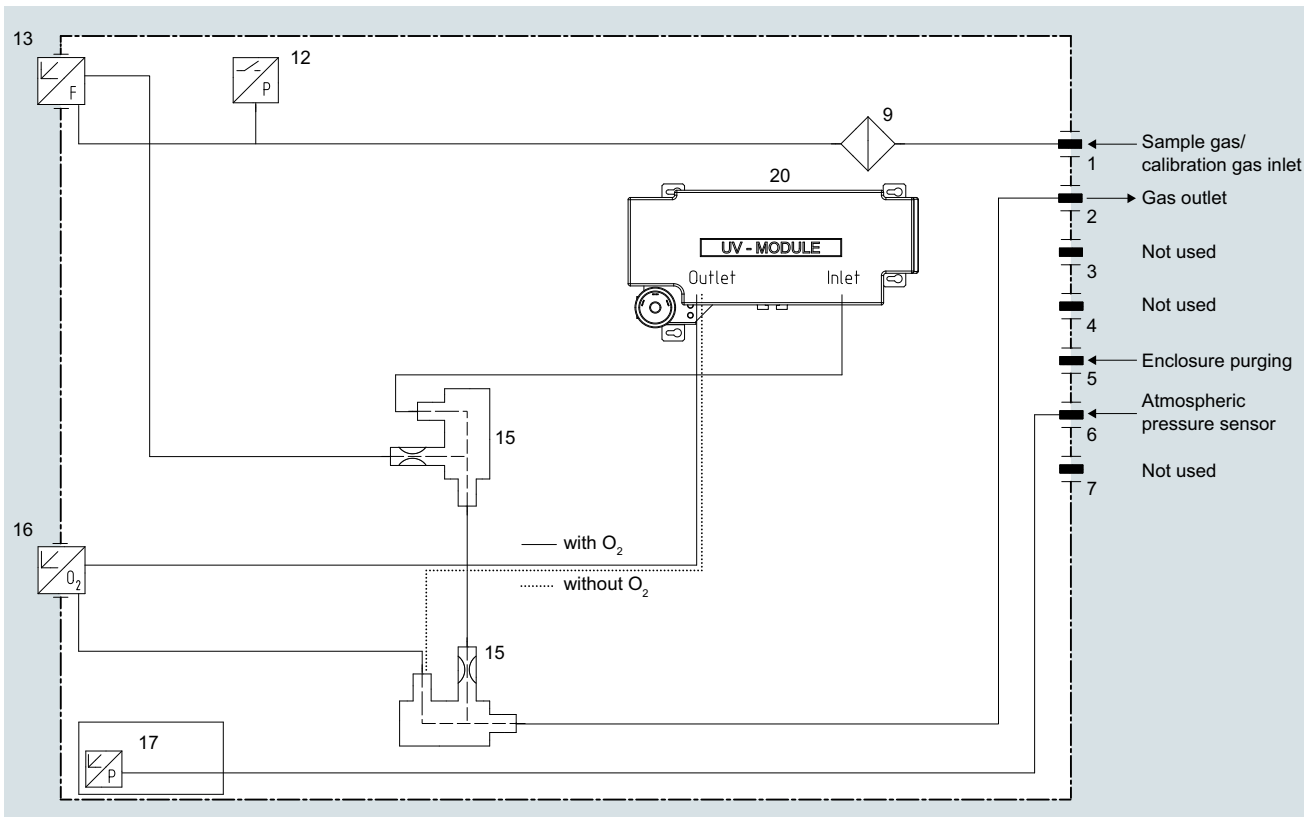 13
12
F
P
9
Sample gas/
calibration gas inlet
1
20
Gas outlet
2
UV - MODULE
Not used
3
Outlet
Inlet
Not used
4
Enclosure purging
5
Atmospheric
pressure sensor
15
6
Not used
7
16
with O₂
O₂
without O₂
15
17
P